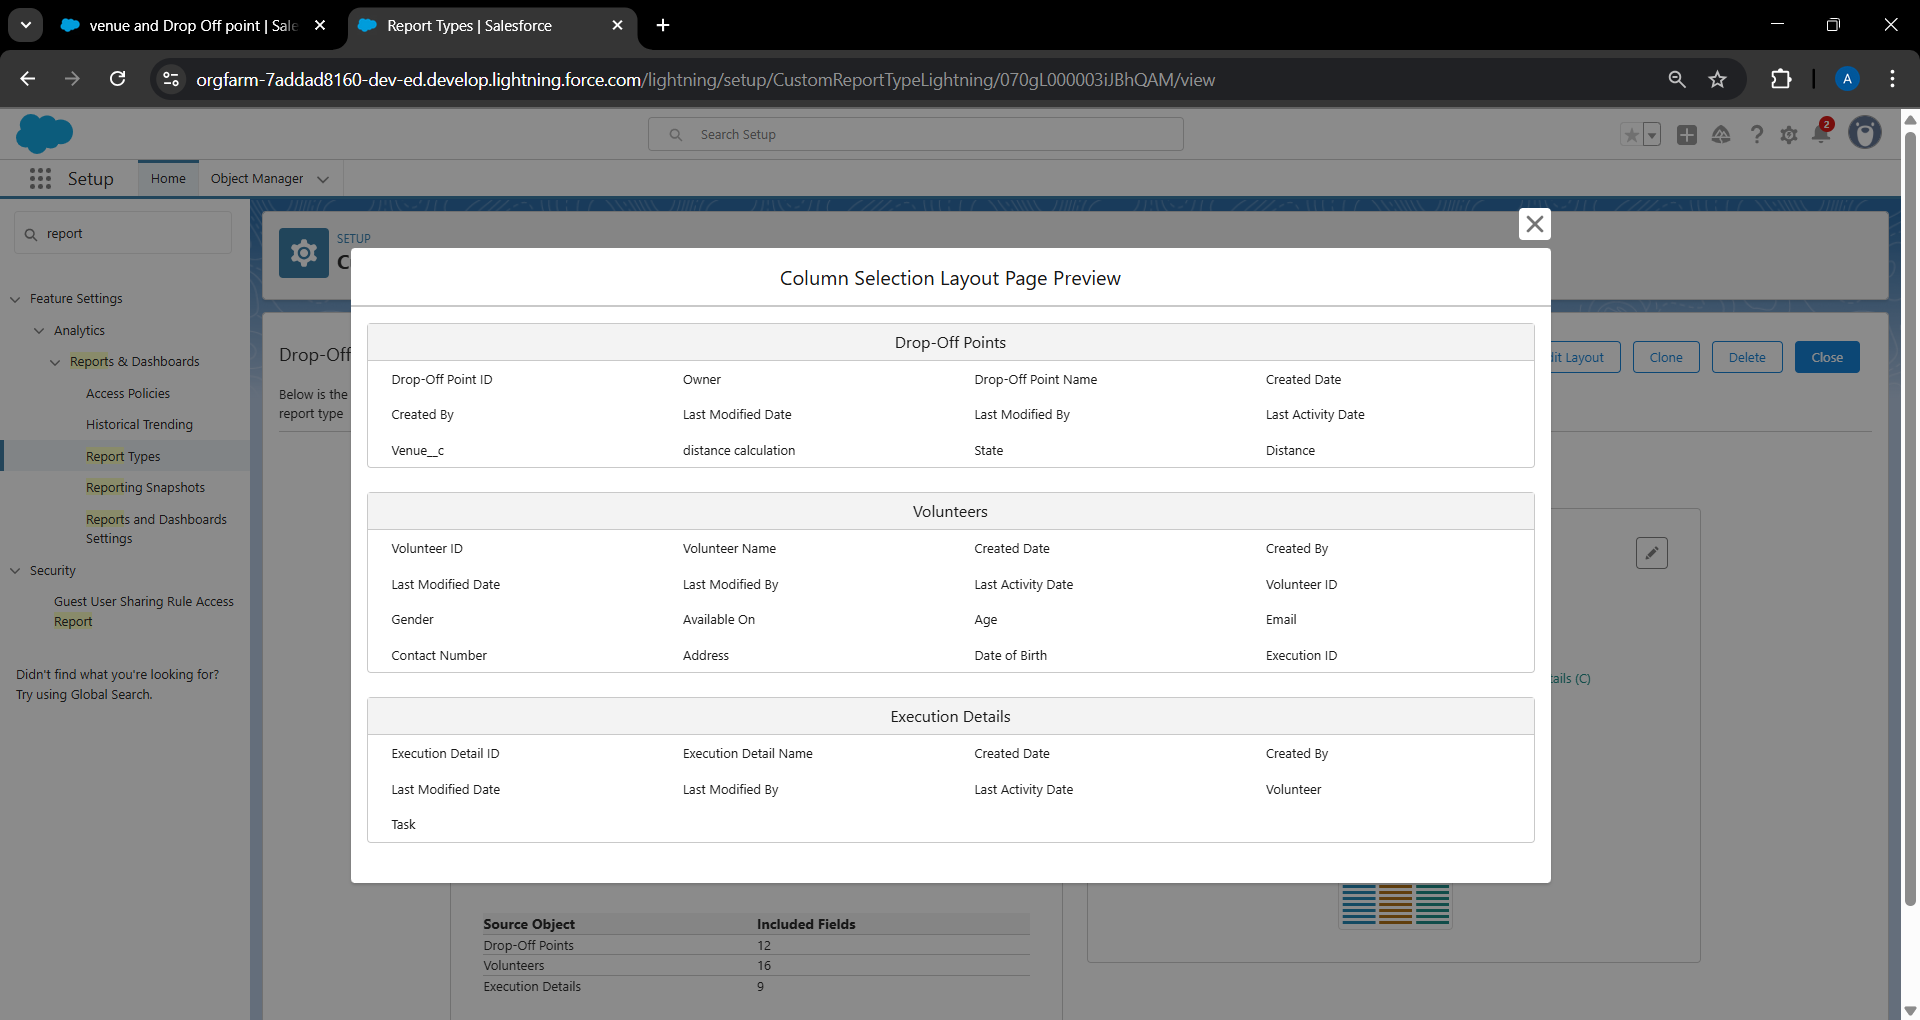 venue and Drop Off point | Sale
Report Types | Salesforce
orgfarm-7addad8160-dev-ed.develop.lightning.force.com/lightning/setup/CustomReportTypeLightning/070gL000003iJBhQAM/view
A
Search Setup
2
Setup
Home
Object Manager
report
SETUP
C
Feature Settings
Analytics
Reports & Dashboards
Access Policies
Historical Trending
Report Types
Reporting Snapshots
Reports and Dashboards
Settings
Security
Guest User Sharing Rule Access
Report
Didn't find what you're looking for?
Try using Global Search.
Drop-Off
Below is the
report type
dit Layout
Clone
Delete
Close
Column Selection Layout Page Preview
Drop-Off Points
Drop-Off Point ID Owner Drop-Off Point Name Created Date
Created By Last Modified Date Last Modified By Last Activity Date
Venue__c distance calculation State Distance
Volunteers
Volunteer ID Volunteer Name Created Date Created By
Last Modified Date Last Modified By Last Activity Date Volunteer ID
Gender Available On Age Email
Contact Number Address Date of Birth Execution ID
Execution Details
Execution Detail ID Execution Detail Name Created Date Created By
Last Modified Date Last Modified By Last Activity Date Volunteer
Task
tails (C)
Source Object Included Fields
Drop-Off Points 12
Volunteers 16
Execution Details 9